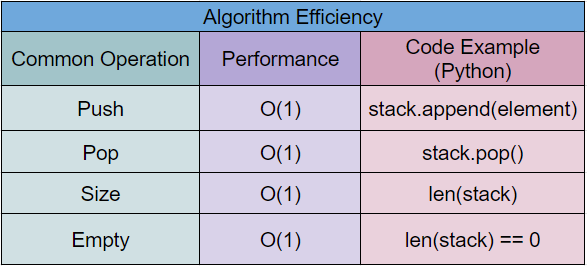 Algorithm Efficiency
Common Operation Performance Code Example
(Python)
Push O(1) stack.append(element)
Pop O(1) stack.pop()
Size O(1) len(stack)
Empty O(1) len(stack) == 0